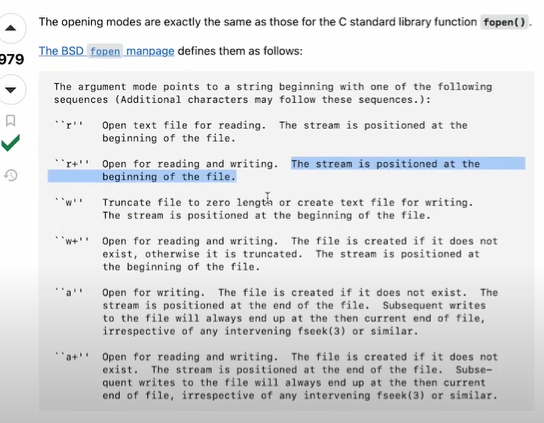 The opening modes are exactly the same as those for the C standard library function fopen() .
979
The BSD fopen manpage defines them as follows:
The argument mode points to a string beginning with one of the following
sequences (Additional characters may follow these sequences.):
``r''   Open text file for reading.  The stream is positioned at the
beginning of the file.
``r+''  Open for reading and writing.  The stream is positioned at the
beginning of the file.
``w''   Truncate file to zero length or create text file for writing.
The stream is positioned at the beginning of the file.
``w+''  Open for reading and writing.  The file is created if it does not
exist, otherwise it is truncated.  The stream is positioned at
the beginning of the file.
``a''   Open for writing.  The file is created if it does not exist.  The
stream is positioned at the end of the file.  Subsequent writes
to the file will always end up at the then current end of file,
irrespective of any intervening fseek(3) or similar.
``a+''  Open for reading and writing.  The file is created if it does not
exist.  The stream is positioned at the end of the file.  Subse-
quent writes to the file will always end up at the then current
end of file, irrespective of any intervening fseek(3) or similar.